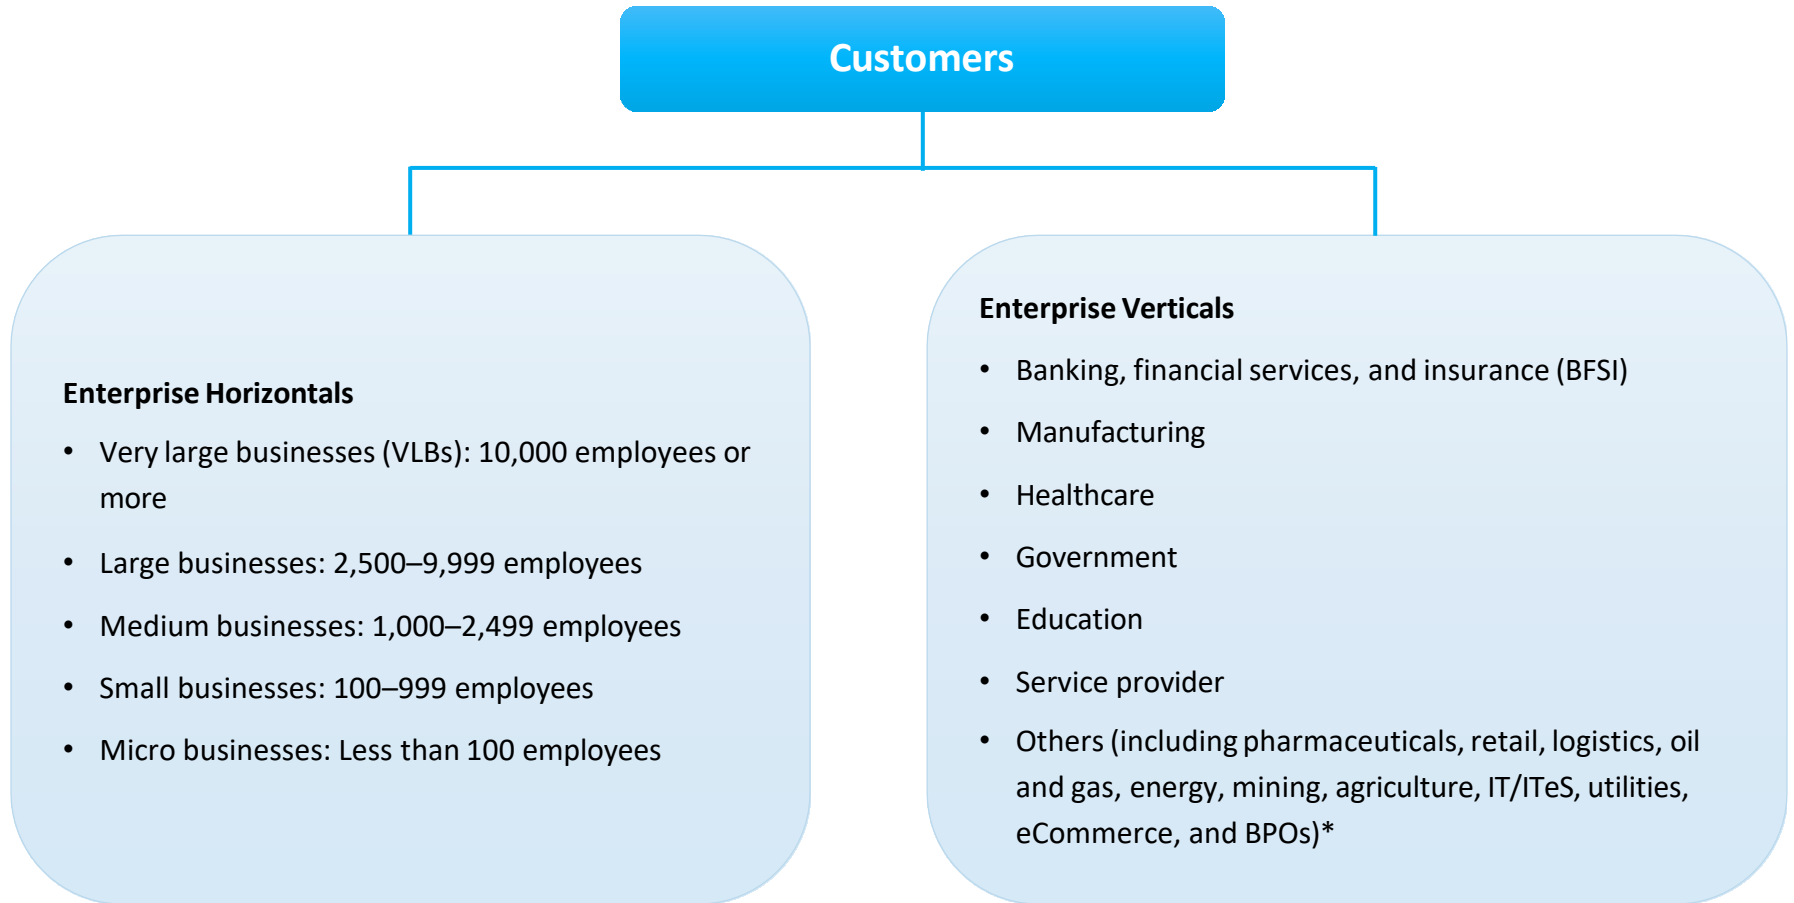 Customers
Enterprise Horizontals
• Very large businesses (VLBs): 10,000 employees or
more
• Large businesses: 2,500–9,999 employees
• Medium businesses: 1,000–2,499 employees
• Small businesses: 100–999 employees
• Micro businesses: Less than 100 employees
Enterprise Verticals
• Banking, financial services, and insurance (BFSI)
• Manufacturing
• Healthcare
• Government
• Education
• Service provider
• Others (including pharmaceuticals, retail, logistics, oil
and gas, energy, mining, agriculture, IT/ITeS, utilities,
eCommerce, and BPOs)*